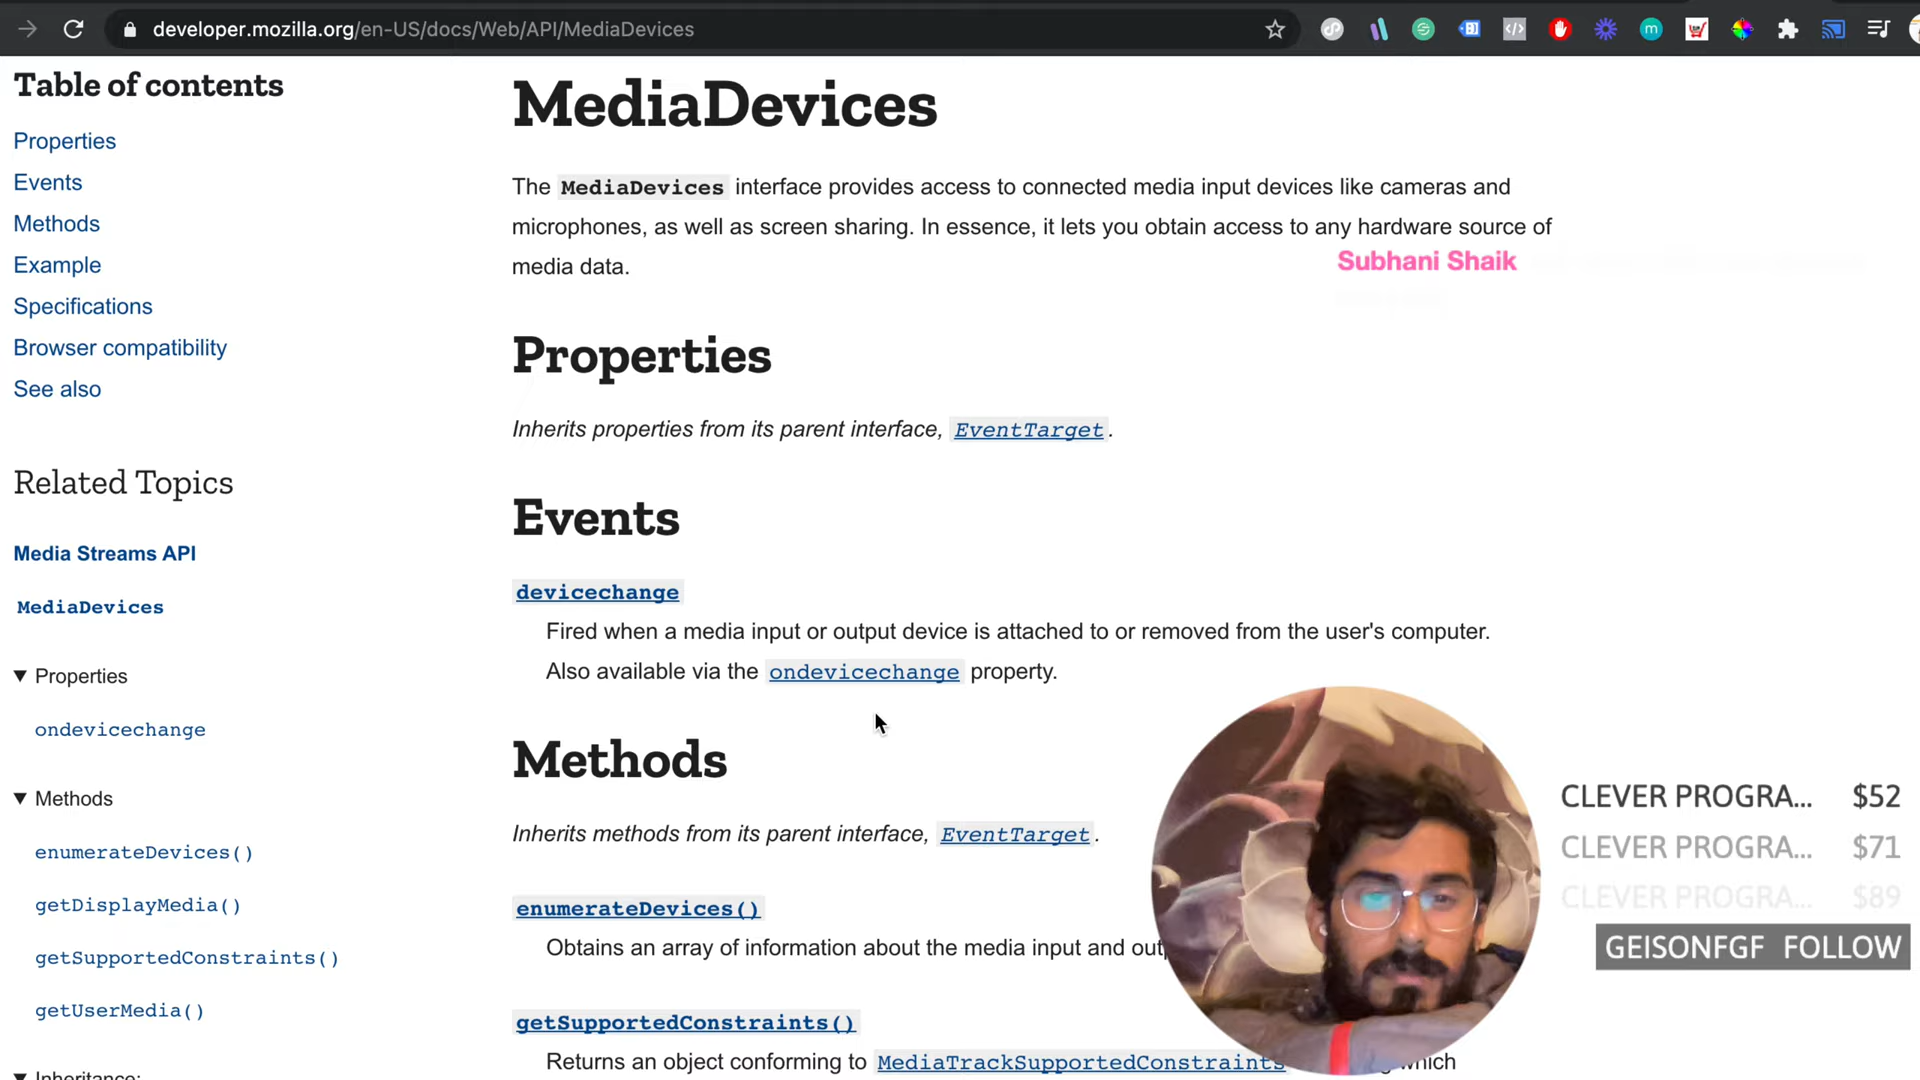 developer.mozilla.org/en-US/docs/Web/API/MediaDevices
Table of contents
Properties
Events
Methods
Example
Specifications
Browser compatibility
See also
Related Topics
Media Streams API
MediaDevices
Properties
ondevicechange
Methods
enumerateDevices()
getDisplayMedia()
getSupportedConstraints()
getUserMedia()
Inheritance:
MediaDevices
The MediaDevices interface provides access to connected media input devices like cameras and
microphones, as well as screen sharing. In essence, it lets you obtain access to any hardware source of
media data.
Subhani Shaik
Properties
Inherits properties from its parent interface, EventTarget.
Events
devicechange
Fired when a media input or output device is attached to or removed from the user's computer.
Also available via the ondevicechange property.
Methods
Inherits methods from its parent interface, EventTarget.
enumerateDevices()
Obtains an array of information about the media input and
getSupportedConstraints()
Returns an object conforming to MediaTrackSupportedConstraints which
CLEVER PROGRA... $52
CLEVER PROGRA... $71
CLEVER PROGRA... $89
GEISONFGF FOLLOW